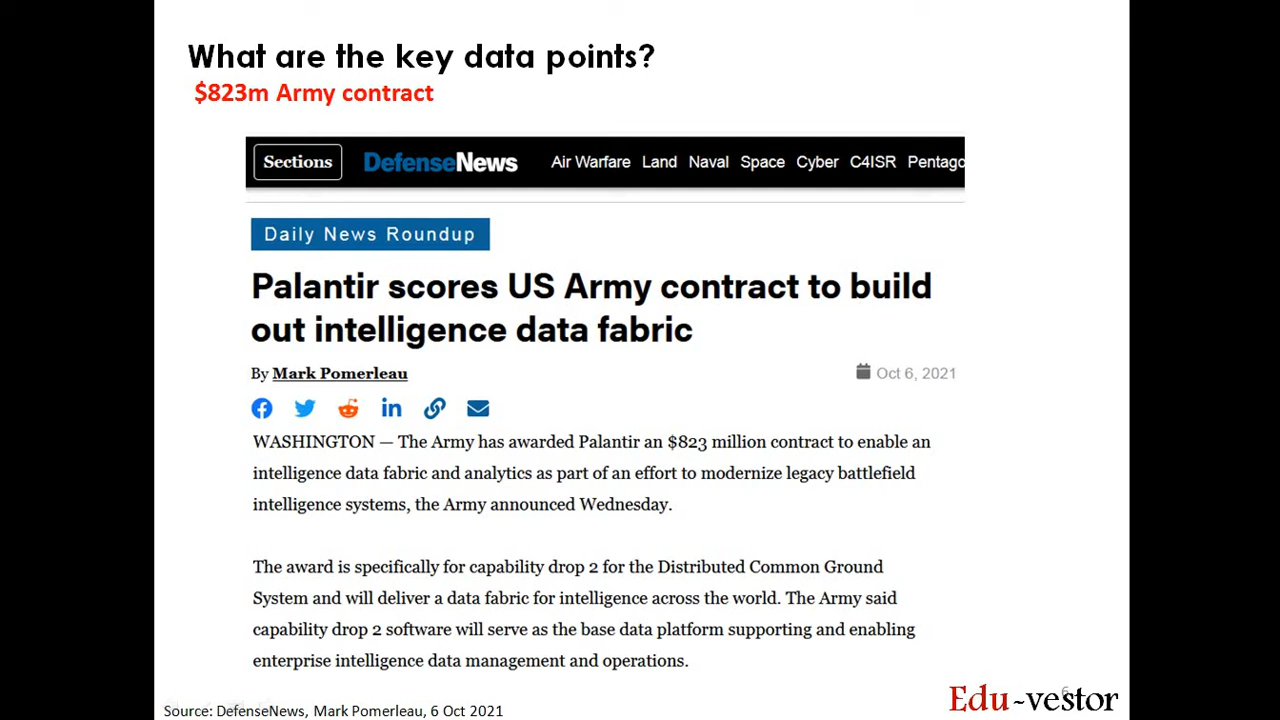 What are the key data points?
$823m Army contract
Sections DefenseNews Air Warfare Land Naval Space Cyber C4ISR Pentago
Daily News Roundup
Palantir scores US Army contract to build
out intelligence data fabric
By Mark Pomerleau Oct 6, 2021
WASHINGTON — The Army has awarded Palantir an $823 million contract to enable an
intelligence data fabric and analytics as part of an effort to modernize legacy battlefield
intelligence systems, the Army announced Wednesday.
The award is specifically for capability drop 2 for the Distributed Common Ground
System and will deliver a data fabric for intelligence across the world. The Army said
capability drop 2 software will serve as the base data platform supporting and enabling
enterprise intelligence data management and operations.
6
Edu-vestor
Source: DefenseNews, Mark Pomerleau, 6 Oct 2021